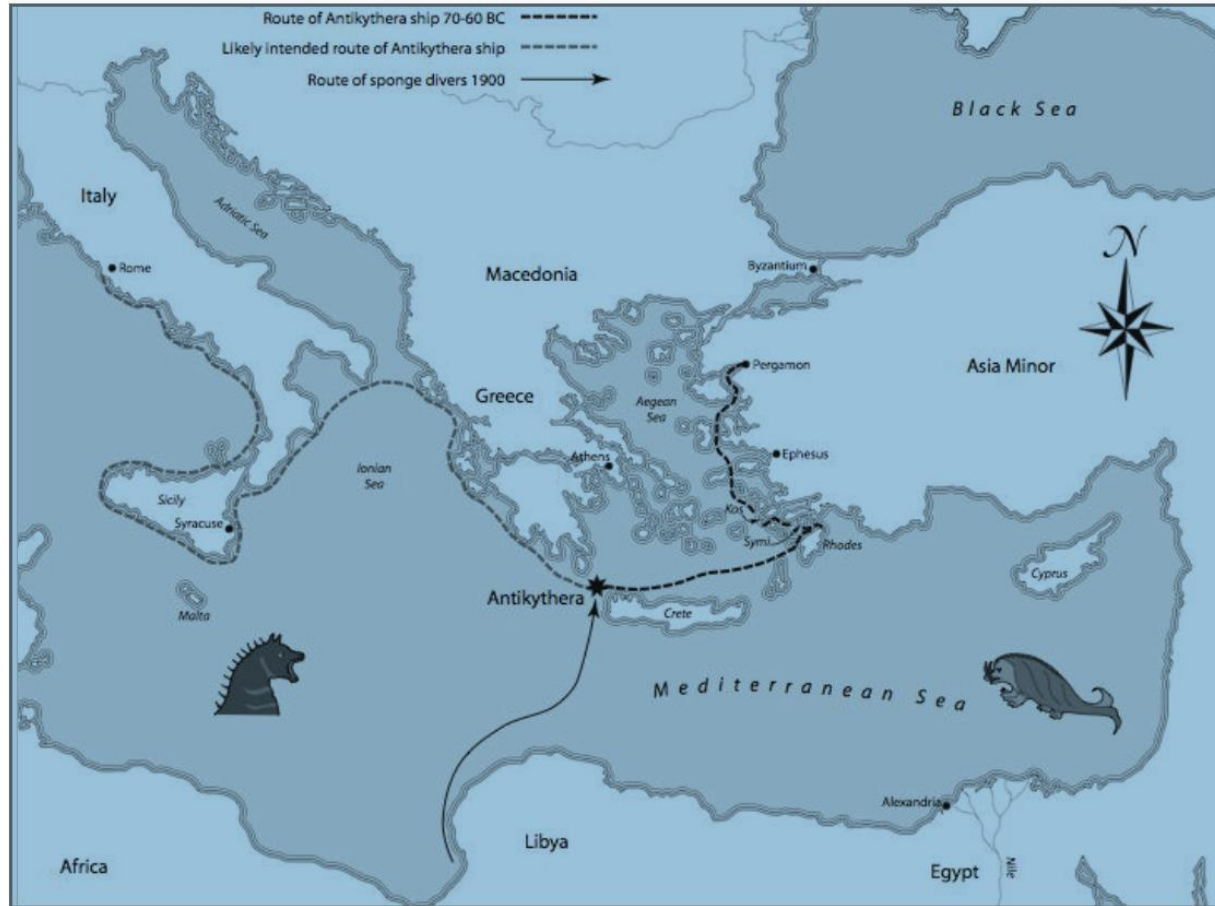 Route of Antikythera ship 70-60 BC
Likely intended route of Antikythera ship
Route of sponge divers 1900
Black Sea
Italy
Adriatic Sea
N
Rome
Macedonia
Byzantium
Pergamon
Asia Minor
Greece
Aegean
Sea
Athens
Ephesus
Ionian
Sea
Sicily
Syracuse
Kos
Symi
Rhodes
Cyprus
Antikythera
Crete
Malta
Mediterranean Sea
Alexandria
Libya
Africa
Egypt
Nile